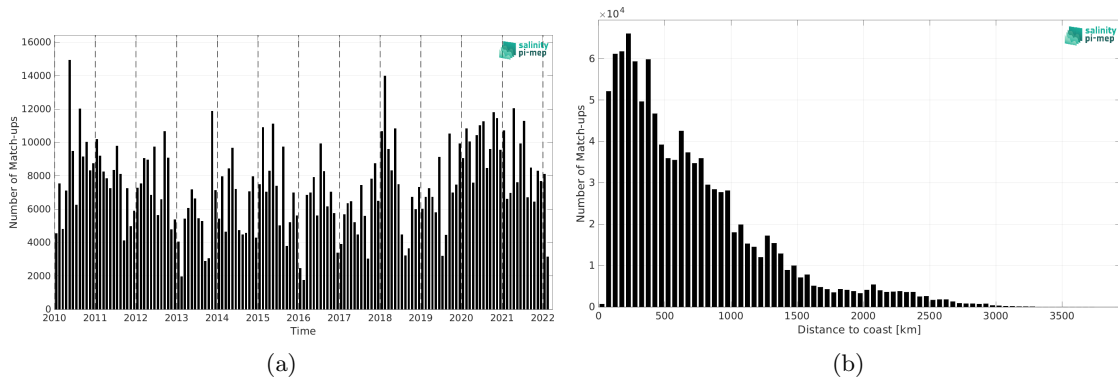 16000
14000
12000
10000
8000
6000
4000
2000
0
Number of Match-ups
2010 2011 2012 2013 2014 2015 2016 2017 2018 2019 2020 2021 2022
Time
salinity
pi-mep
(a)
×10⁴
6
5
4
3
2
1
0
Number of Match-ups
0 500 1000 1500 2000 2500 3000 3500
Distance to coast [km]
salinity
pi-mep
(b)